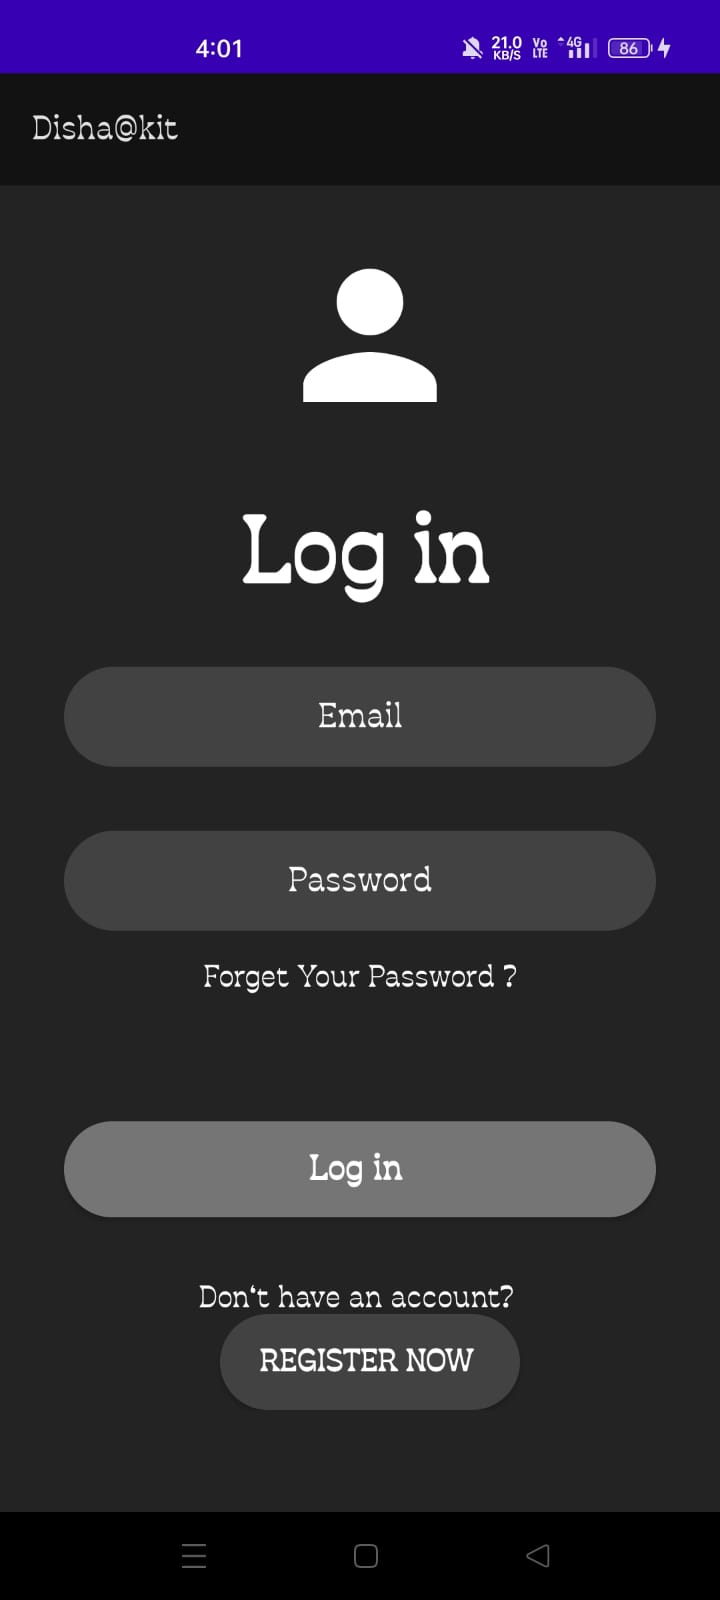 4:01 21.0 KB/S Vo LTE 4G 86
Disha@kit
Log in
Email
Password
Forget Your Password ?
Log in
Don‘t have an account?
REGISTER NOW